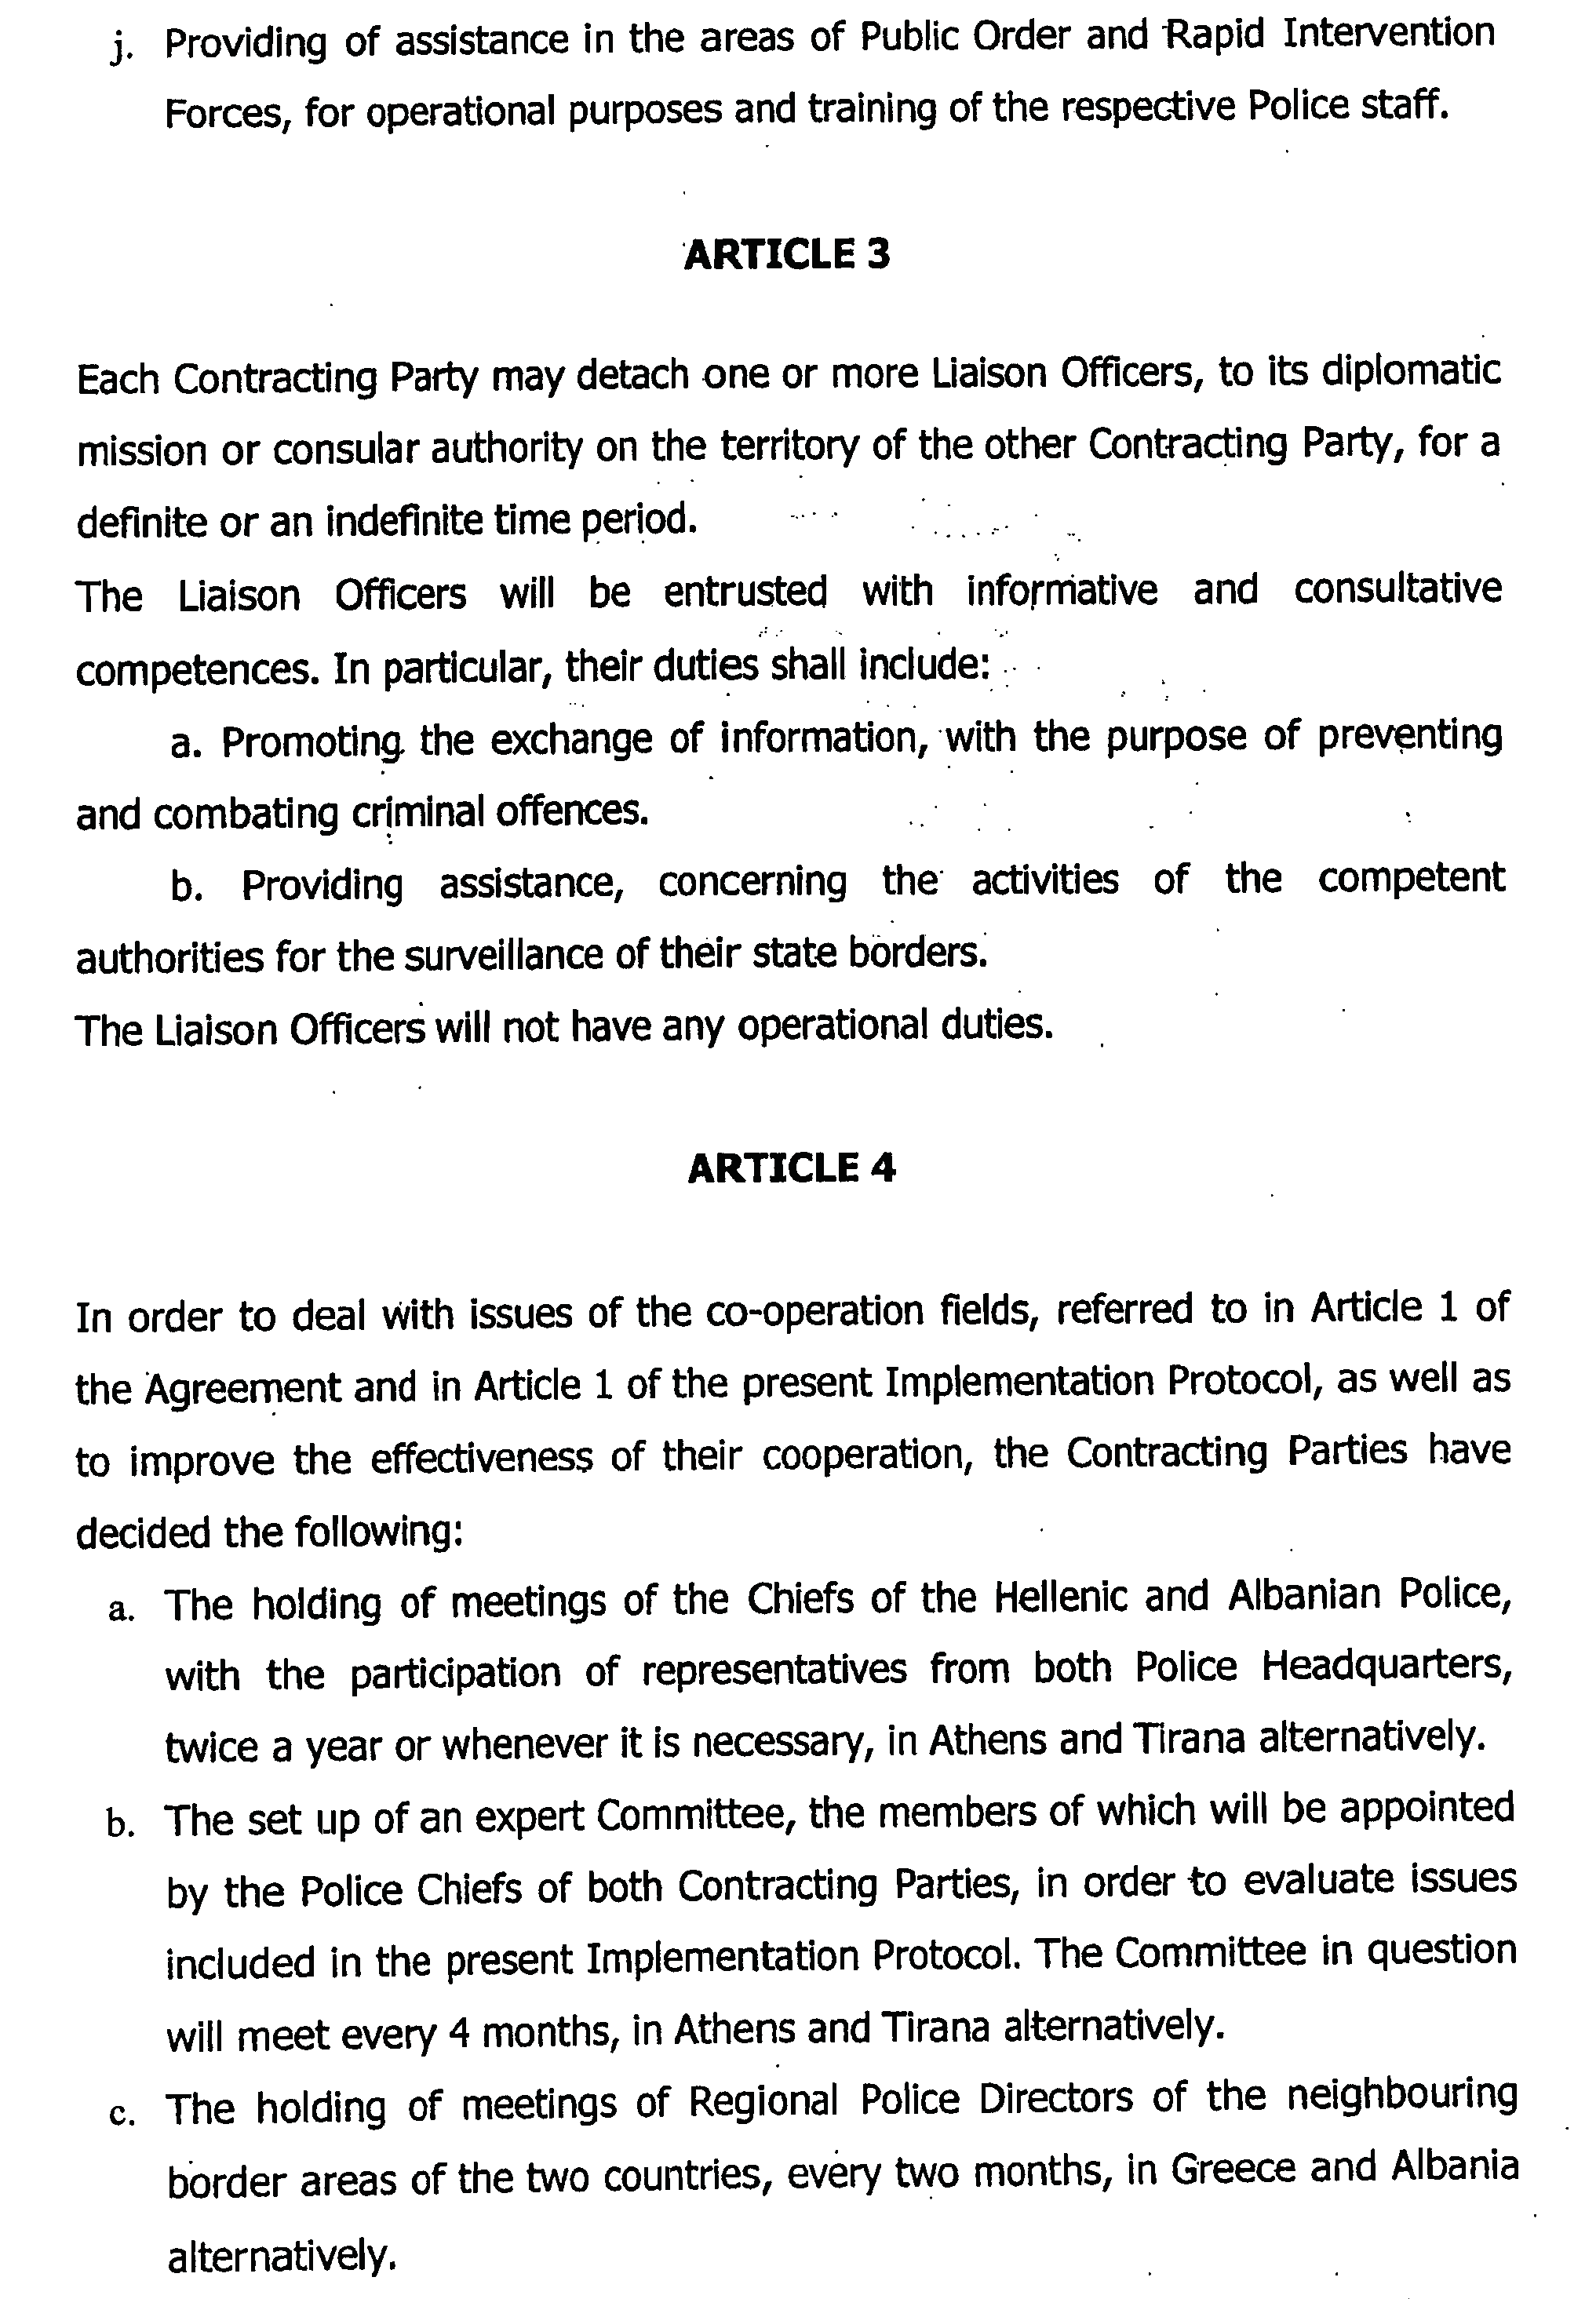 j. Providing of assistance in the areas of Public Order and Rapid Intervention
Forces, for operational purposes and training of the respective Police staff.
ARTICLE 3
Each Contracting Party may detach one or more Liaison Officers, to its diplomatic
mission or consular authority on the territory of the other Contracting Party, for a
definite or an indefinite time period.
The Liaison Officers will be entrusted with informative and consultative
competences. In particular, their duties shall include:
a. Promoting the exchange of information, with the purpose of preventing
and combating criminal offences.
b. Providing assistance, concerning the activities of the competent
authorities for the surveillance of their state borders.
The Liaison Officers will not have any operational duties.
ARTICLE 4
In order to deal with issues of the co-operation fields, referred to in Article 1 of
the Agreement and in Article 1 of the present Implementation Protocol, as well as
to improve the effectiveness of their cooperation, the Contracting Parties have
decided the following:
a. The holding of meetings of the Chiefs of the Hellenic and Albanian Police,
with the participation of representatives from both Police Headquarters,
twice a year or whenever it is necessary, in Athens and Tirana alternatively.
b. The set up of an expert Committee, the members of which will be appointed
by the Police Chiefs of both Contracting Parties, in order to evaluate issues
included in the present Implementation Protocol. The Committee in question
will meet every 4 months, in Athens and Tirana alternatively.
c. The holding of meetings of Regional Police Directors of the neighbouring
border areas of the two countries, every two months, in Greece and Albania
alternatively.